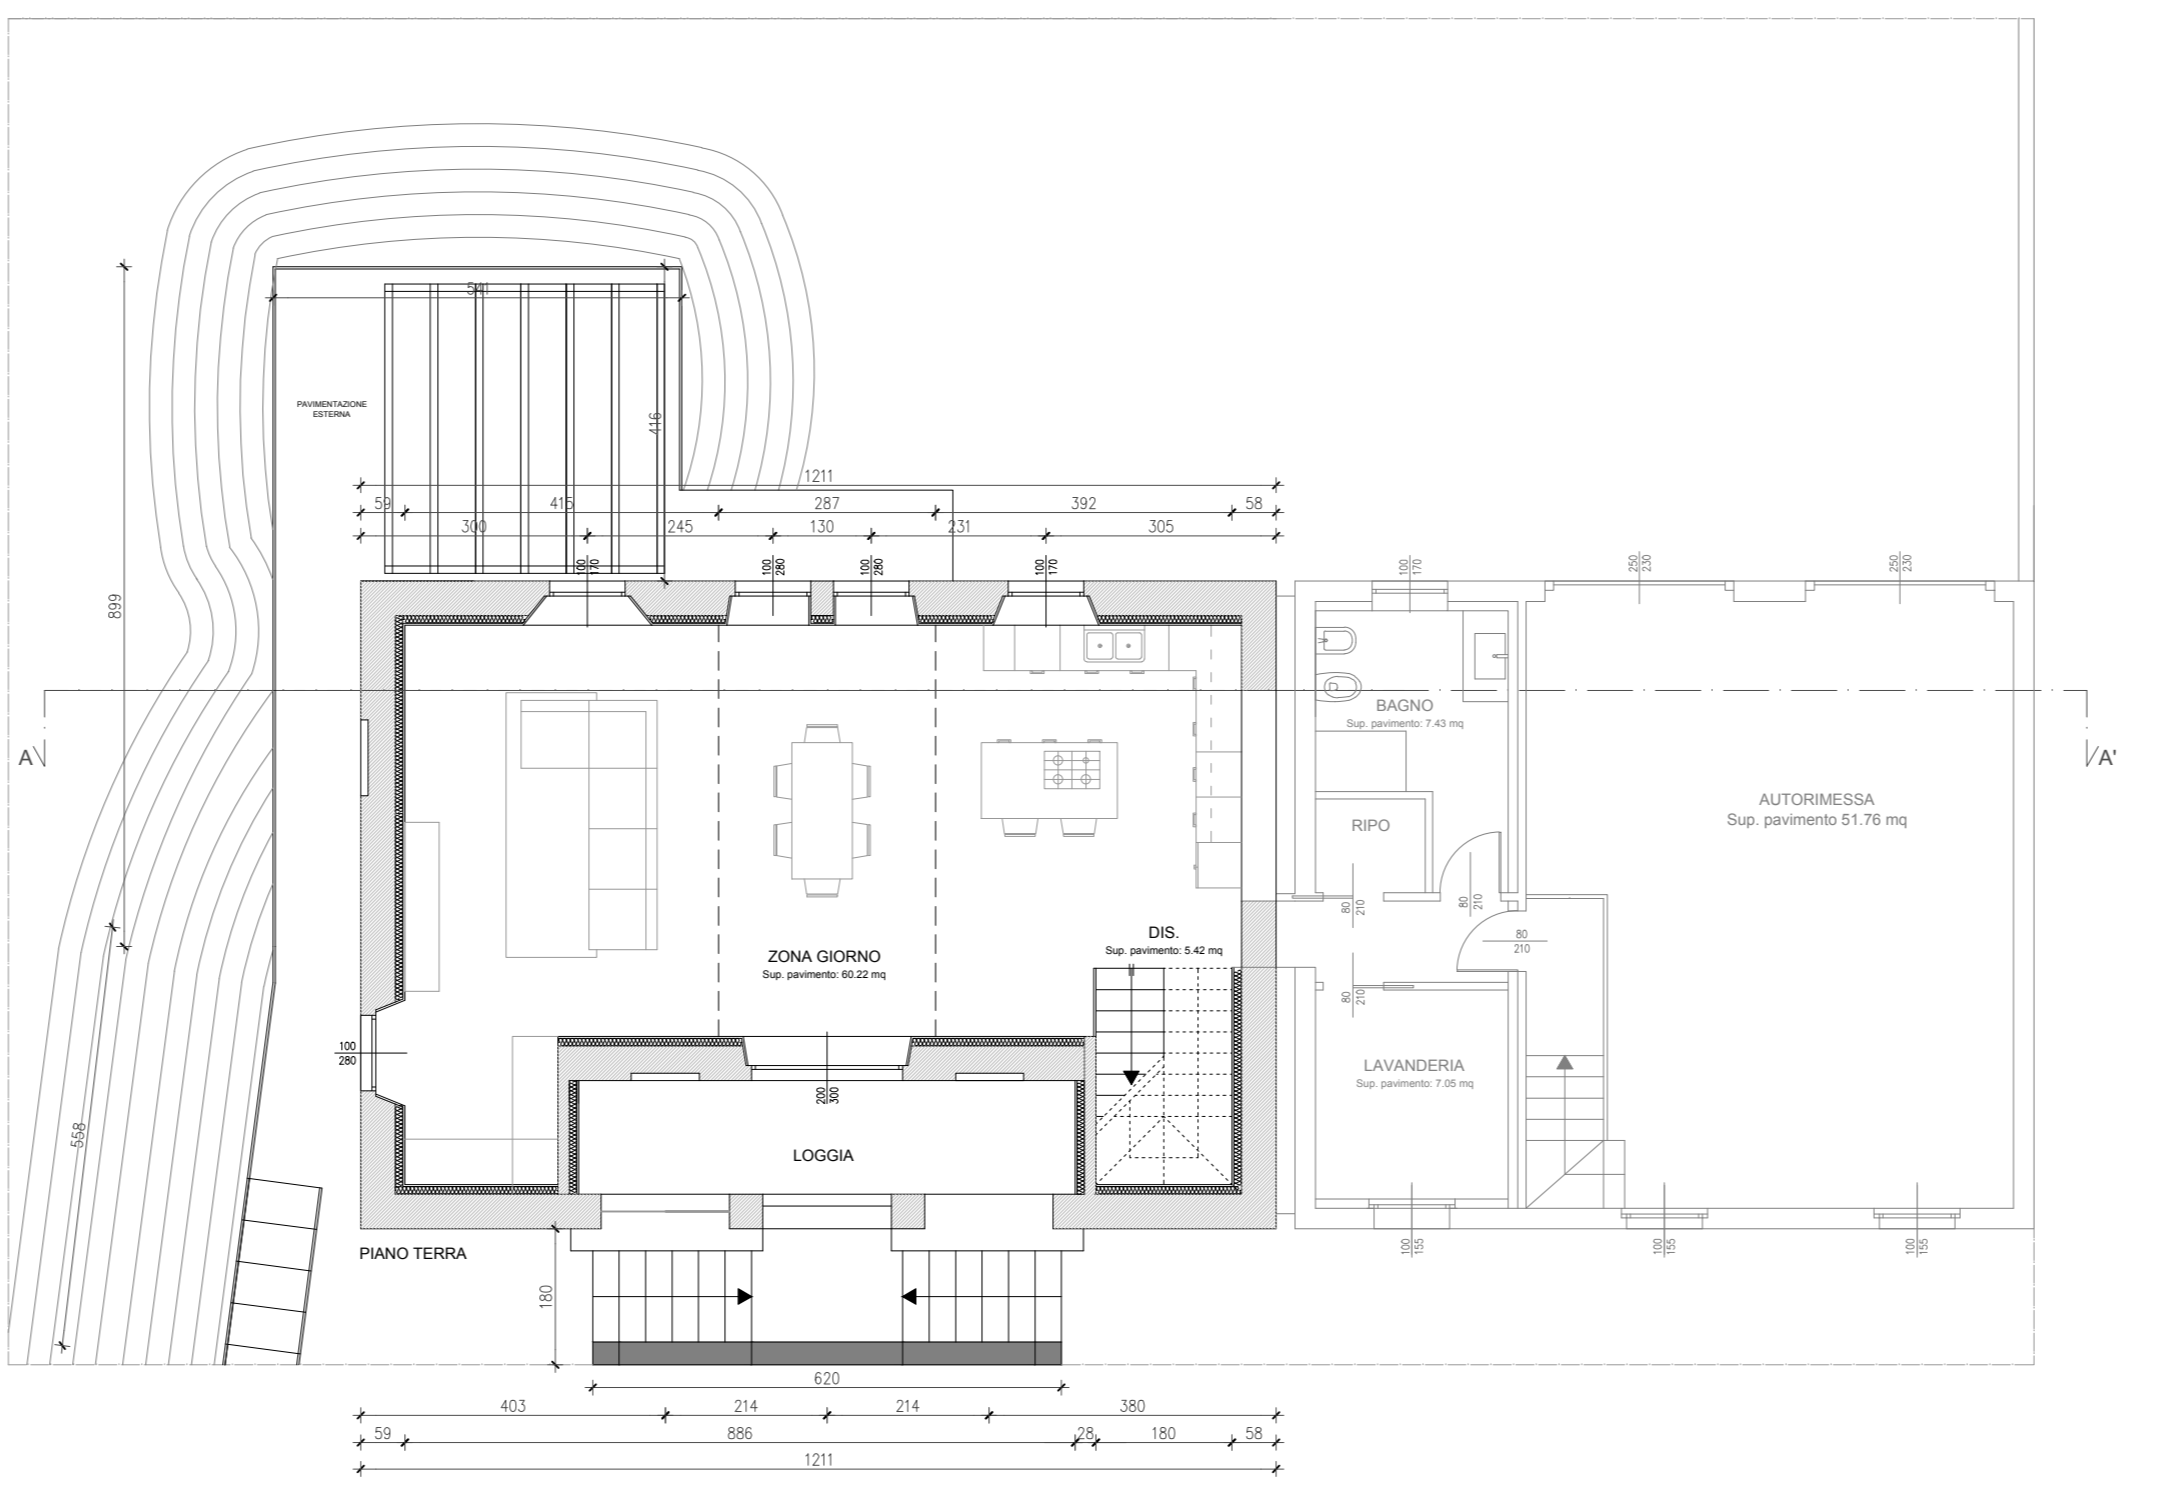 541
PAVIMENTAZIONE
ESTERNA
416
899
1211
59 415 287 392 58
300 245 130 231 305
100 170
100 280
100 280
100 170
100 170
250 230
250 230
A
A'
BAGNO
Sup. pavimento: 7.43 mq
AUTORIMESSA
Sup. pavimento 51.76 mq
RIPO
80 210
80 210
80
210
ZONA GIORNO
Sup. pavimento: 60.22 mq
DIS.
Sup. pavimento: 5.42 mq
80 210
100
280
LAVANDERIA
Sup. pavimento: 7.05 mq
200 300
558
LOGGIA
PIANO TERRA
100 155
100 155
100 155
180
620
403 214 214 380
59 886 28 180 58
1211